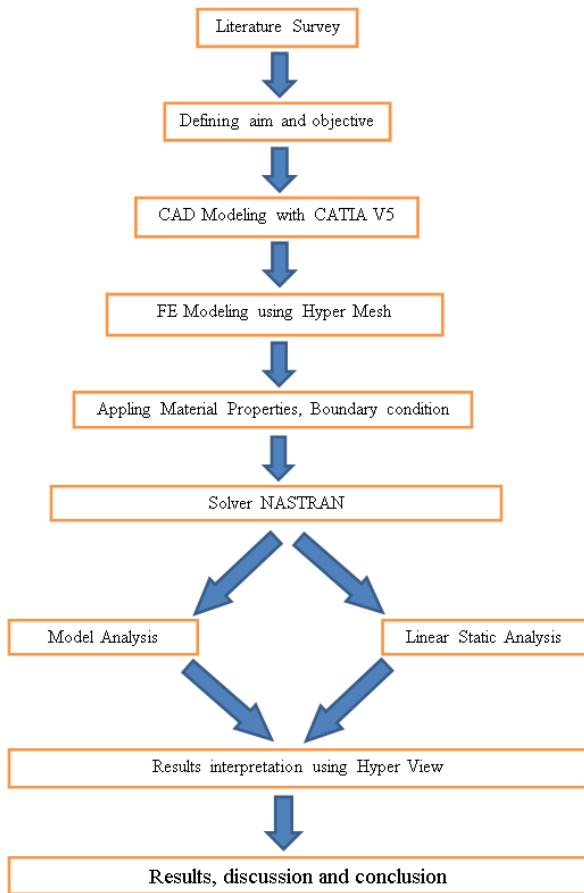 Literature Survey
Defining aim and objective
CAD Modeling with CATIA V5
FE Modeling using Hyper Mesh
Appling Material Properties, Boundary condition
Solver NASTRAN
Model Analysis
Linear Static Analysis
Results interpretation using Hyper View
Results, discussion and conclusion